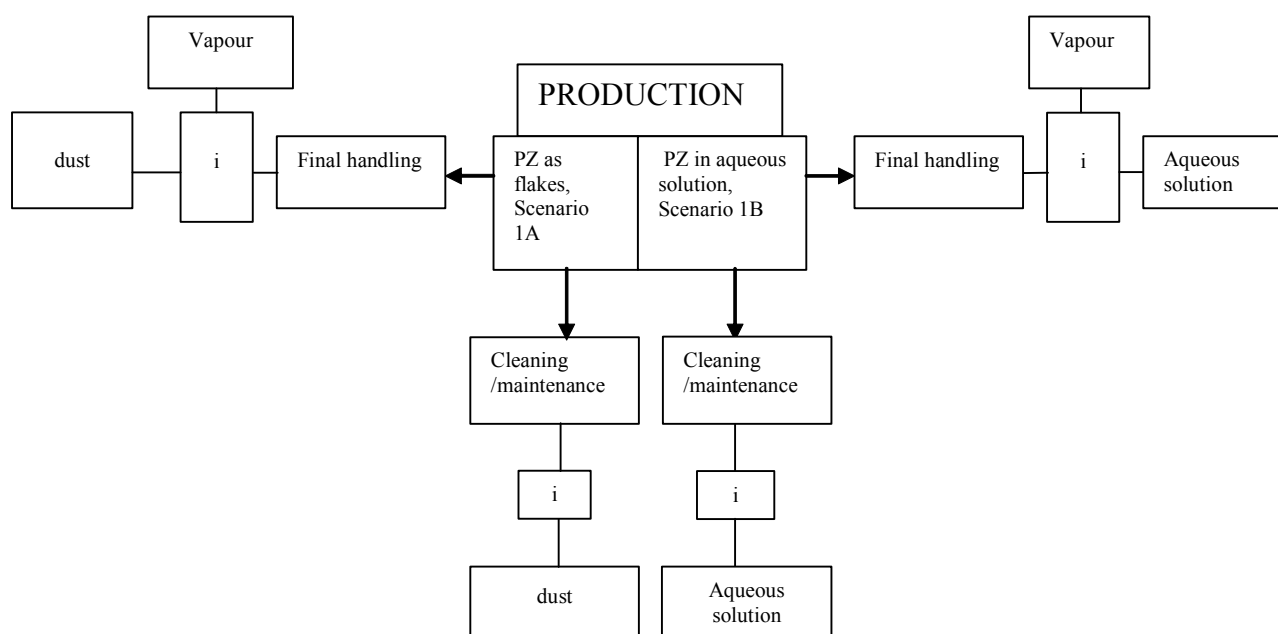 Vapour
Vapour
PRODUCTION
dust
i
Final handling
PZ as
flakes,
Scenario
1A
PZ in aqueous
solution,
Scenario 1B
Final handling
i
Aqueous
solution
Cleaning
/maintenance
Cleaning
/maintenance
i
i
dust
Aqueous
solution